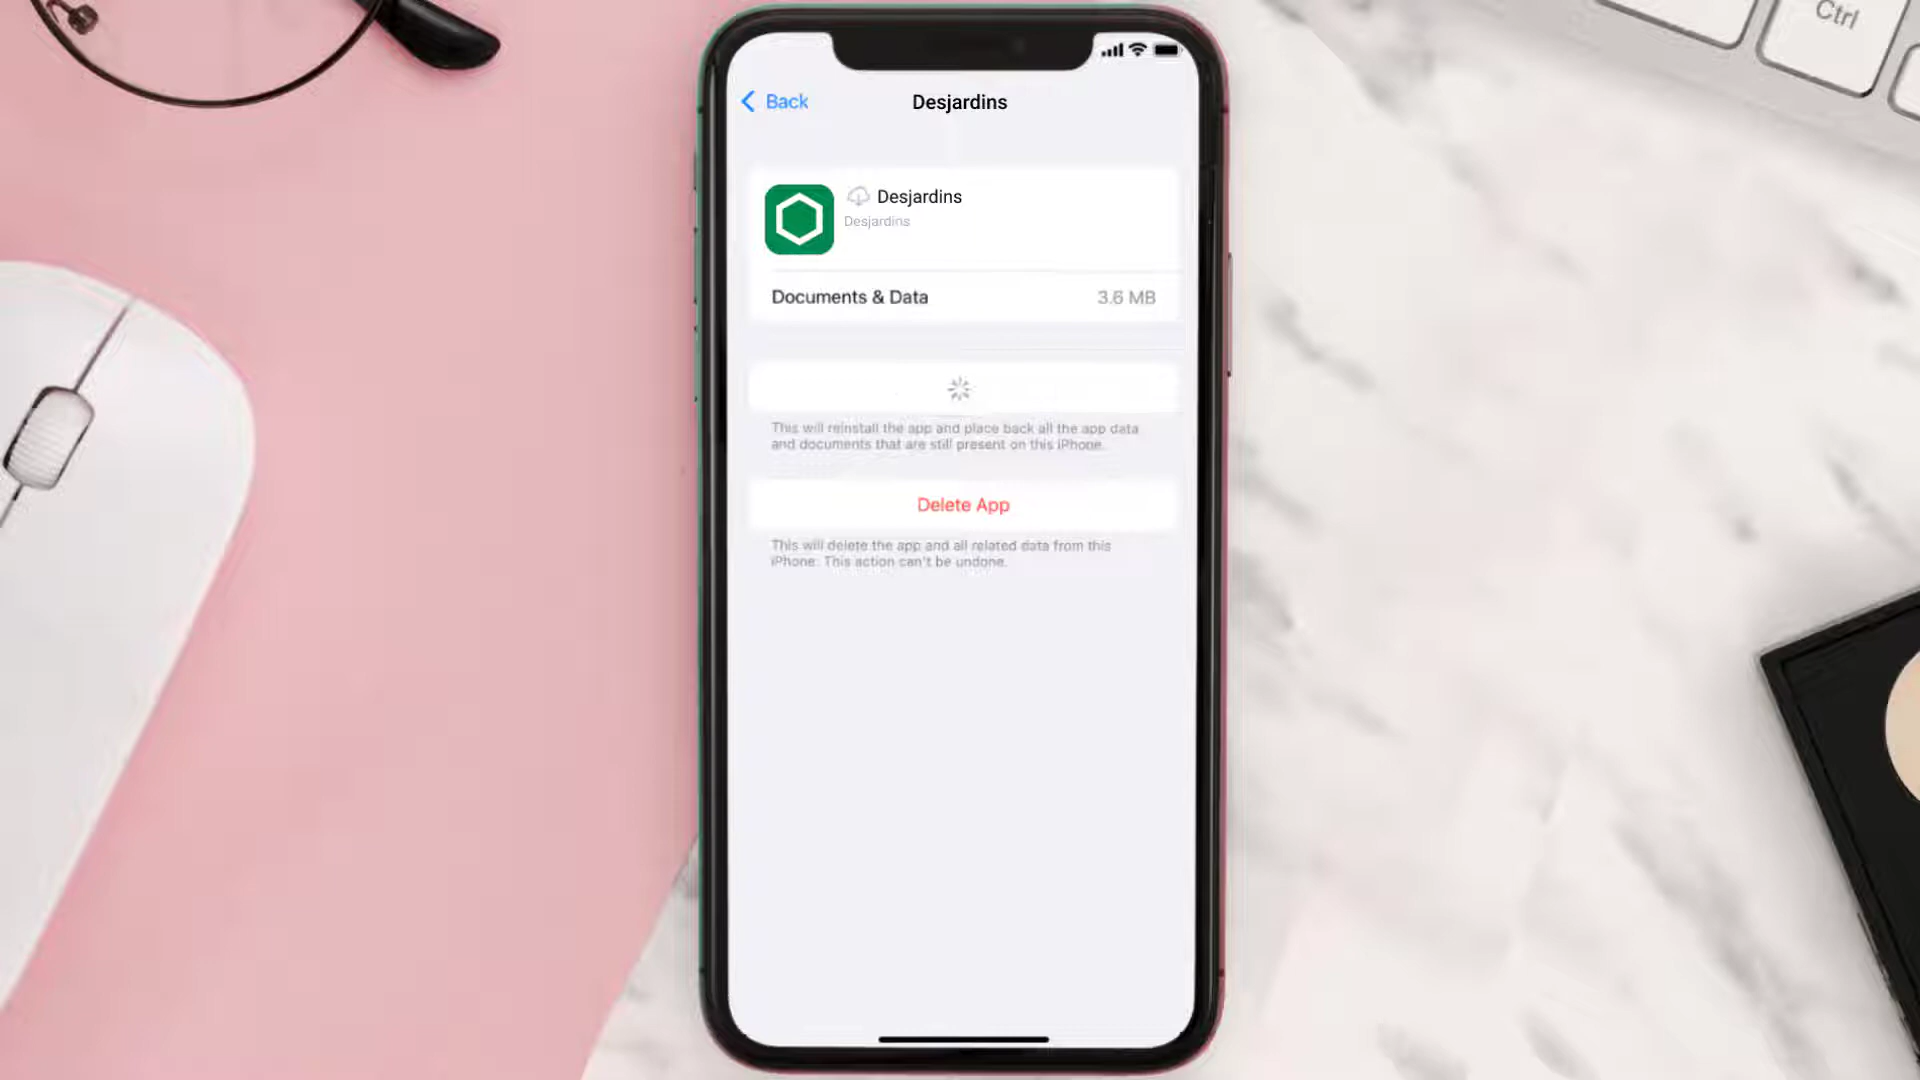 Ctrl
Back
Desjardins
Desjardins
Desjardins
Documents & Data
3.6 MB
This will reinstall the app and place back all the app data
and documents that are still present on this iPhone.
Delete App
This will delete the app and all related data from this
iPhone. This action can't be undone.